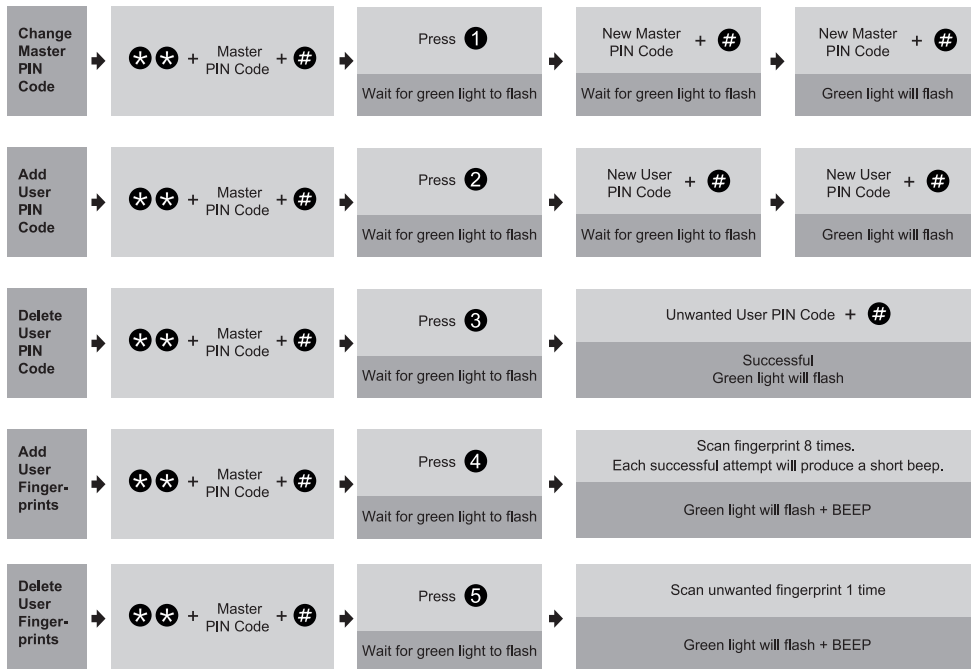 Change
Master
PIN
Code
✱✱ + Master PIN Code + #
Press 1
Wait for green light to flash
New Master PIN Code + #
Wait for green light to flash
New Master PIN Code + #
Green light will flash
Add
User
PIN
Code
✱✱ + Master PIN Code + #
Press 2
Wait for green light to flash
New User PIN Code + #
Wait for green light to flash
New User PIN Code + #
Green light will flash
Delete
User
PIN
Code
✱✱ + Master PIN Code + #
Press 3
Wait for green light to flash
Unwanted User PIN Code + #
Successful
Green light will flash
Add
User
Finger-
prints
✱✱ + Master PIN Code + #
Press 4
Wait for green light to flash
Scan fingerprint 8 times.
Each successful attempt will produce a short beep.
Green light will flash + BEEP
Delete
User
Finger-
prints
✱✱ + Master PIN Code + #
Press 5
Wait for green light to flash
Scan unwanted fingerprint 1 time
Green light will flash + BEEP